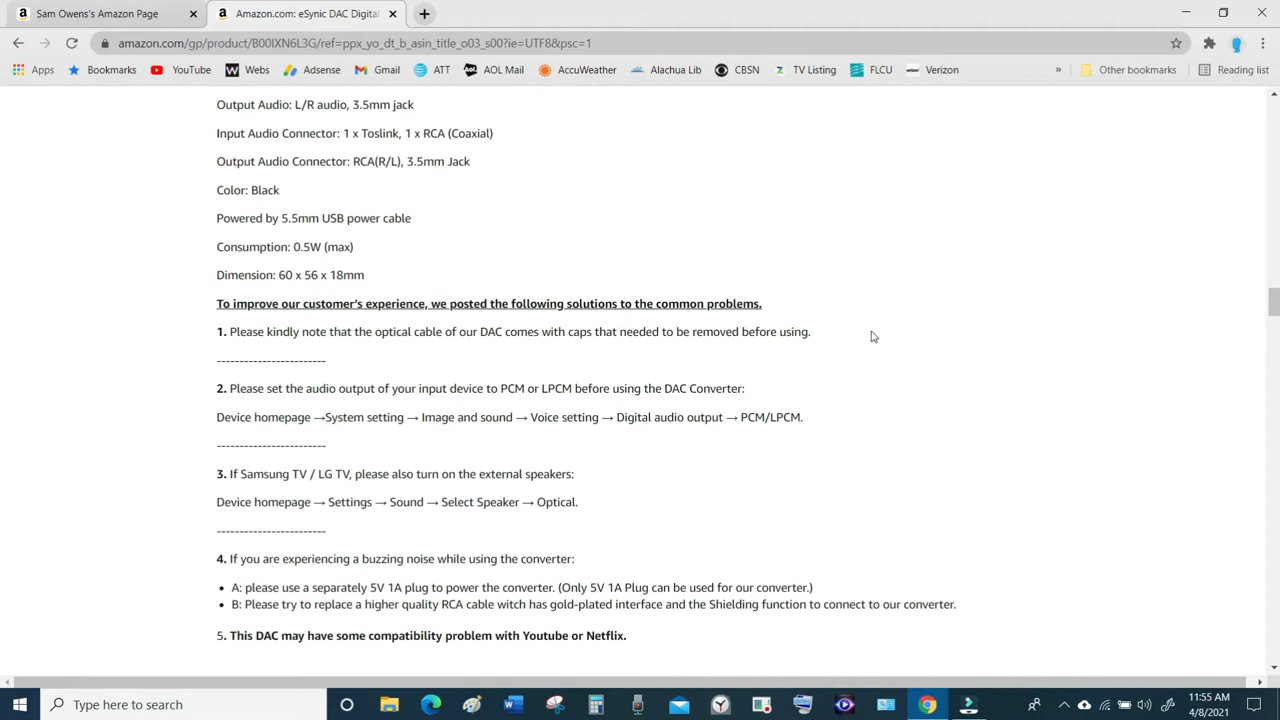 Sam Owens's Amazon Page
Amazon.com: eSynic DAC Digital
amazon.com/gp/product/B00IXN6L3G/ref=ppx_yo_dt_b_asin_title_o03_s00?ie=UTF8&psc=1
Apps Bookmarks YouTube Webs Adsense Gmail ATT AOL Mail AccuWeather Alachua Lib CBSN TV Listing FLCU Verizon » Other bookmarks Reading list
Output Audio: L/R audio, 3.5mm jack
Input Audio Connector: 1 x Toslink, 1 x RCA (Coaxial)
Output Audio Connector: RCA(R/L), 3.5mm Jack
Color: Black
Powered by 5.5mm USB power cable
Consumption: 0.5W (max)
Dimension: 60 x 56 x 18mm
To improve our customer's experience, we posted the following solutions to the common problems.
1. Please kindly note that the optical cable of our DAC comes with caps that needed to be removed before using.
-----------------------
2. Please set the audio output of your input device to PCM or LPCM before using the DAC Converter:
Device homepage →System setting → Image and sound → Voice setting → Digital audio output → PCM/LPCM.
-----------------------
3. If Samsung TV / LG TV, please also turn on the external speakers:
Device homepage → Settings → Sound → Select Speaker → Optical.
-----------------------
4. If you are experiencing a buzzing noise while using the converter:
• A: please use a separately 5V 1A plug to power the converter. (Only 5V 1A Plug can be used for our converter.)
• B: Please try to replace a higher quality RCA cable witch has gold-plated interface and the Shielding function to connect to our converter.
5. This DAC may have some compatibility problem with Youtube or Netflix.
Type here to search
11:55 AM
4/8/2021